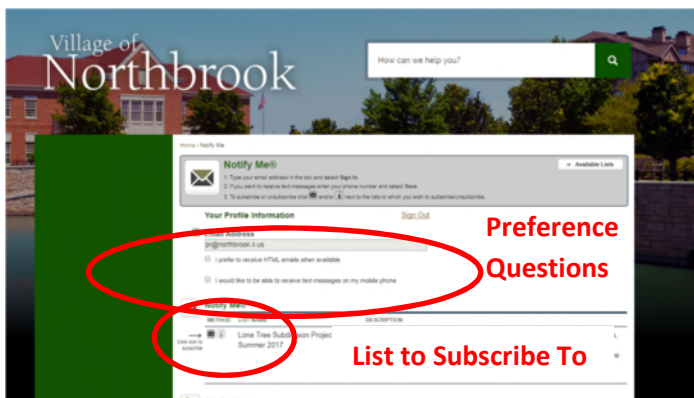 Village of
Northbrook
How can we help you?
Home › Notify Me
Notify Me®
Available Lists
1. Type your email address in the box and select Sign In.
2. If you want to receive text messages enter your phone number and select Save.
3. To subscribe or unsubscribe click and/or next to the lists to which you wish to subscribe/unsubscribe.
Your Profile Information
Sign Out
Preference
Questions
Email Address
pr@northbrook.il.us
I prefer to receive HTML emails when available
I would like to be able to receive text messages on my mobile phone
Notify Me®
METHOD LIST NAME DESCRIPTION
Click icon to
subscribe
Lone Tree Subdivision Projec
Summer 2017
List to Subscribe To